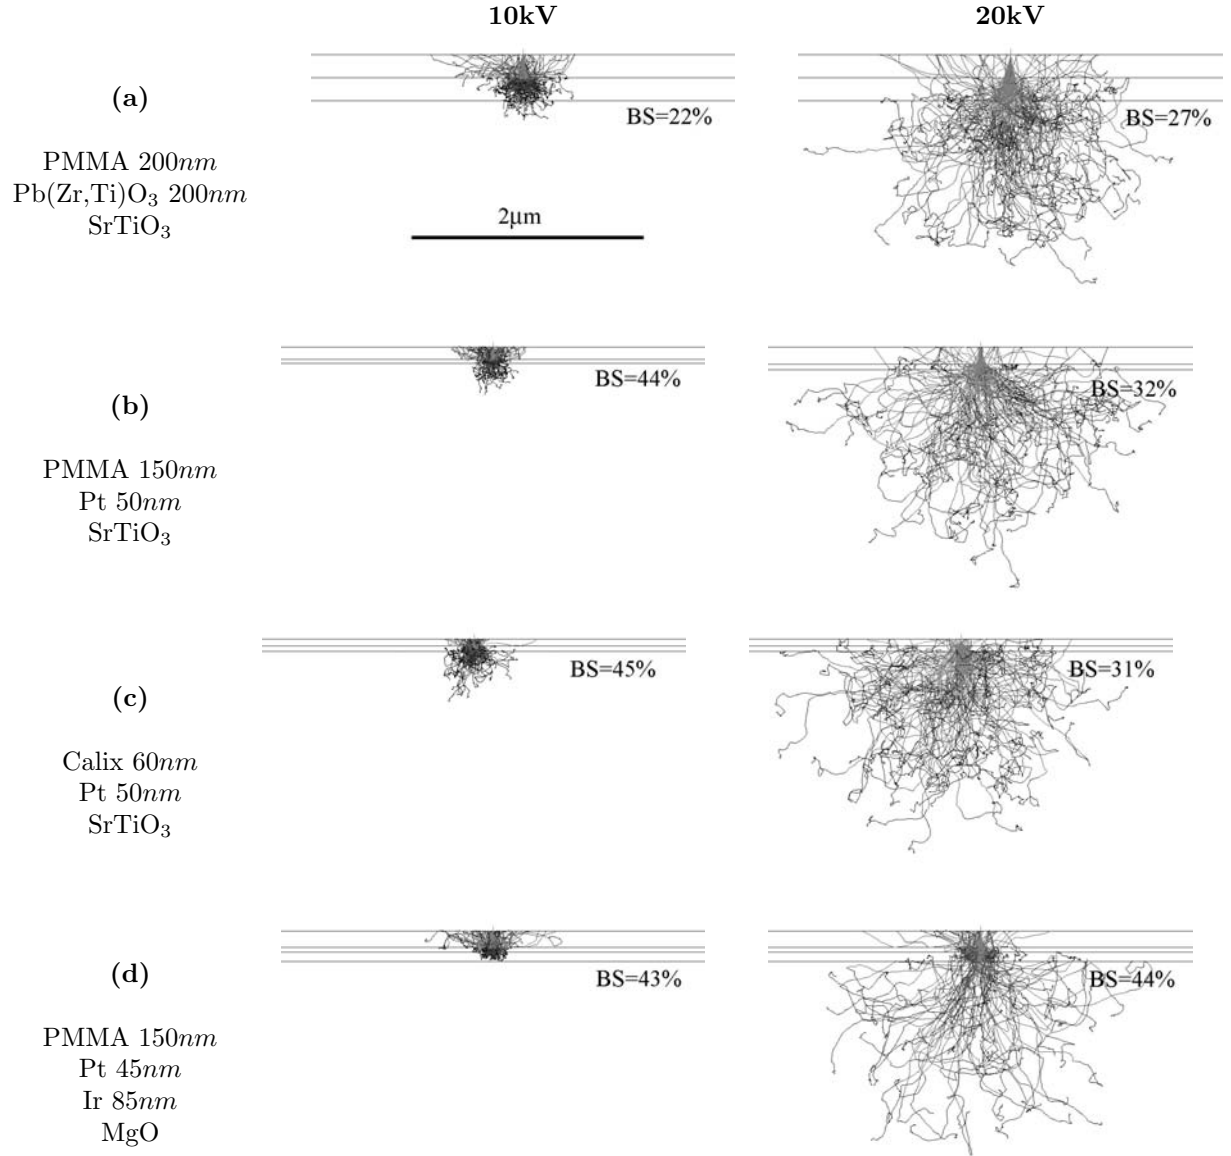 10kV 20kV
(a)
PMMA 200nm
Pb(Zr,Ti)O₃ 200nm
SrTiO₃
BS=22%
BS=27%
2μm
(b)
PMMA 150nm
Pt 50nm
SrTiO₃
BS=44%
BS=32%
(c)
Calix 60nm
Pt 50nm
SrTiO₃
BS=45%
BS=31%
(d)
PMMA 150nm
Pt 45nm
Ir 85nm
MgO
BS=43%
BS=44%